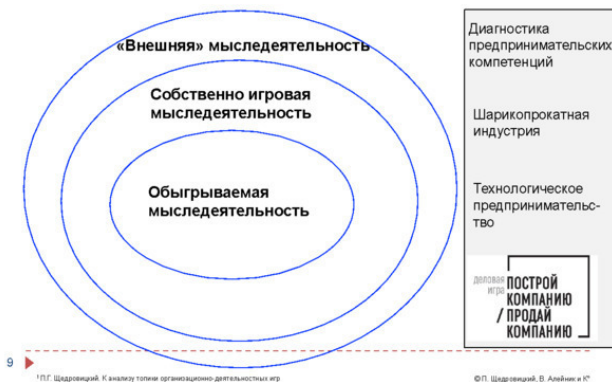 «Внешняя» мыследеятельность
Собственно игровая
мыследеятельность
Обыгрываемая
мыследеятельность
Диагностика
предпринимательских
компетенций
Шарикопрокатная
индустрия
Технологическое
предпринимательс-
тво
деловая
игра
ПОСТРОЙ
КОМПАНИЮ
/ ПРОДАЙ
КОМПАНИЮ
9
¹ П.Г. Щедровицкий. К анализу топики организационно-деятельностных игр
© П. Щедровицкий, В. Алейник и К°